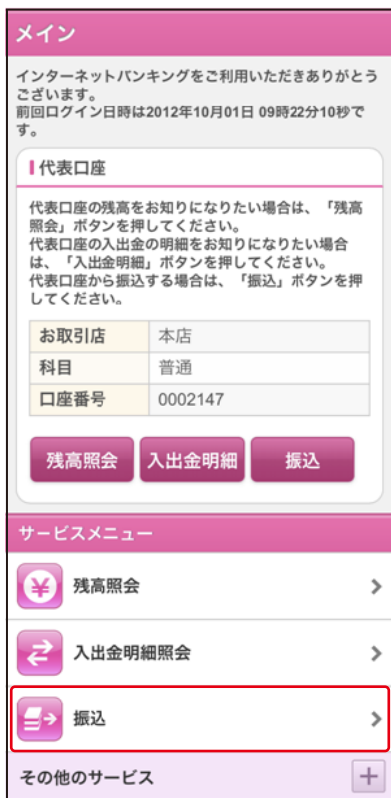 メイン
インターネットバンキングをご利用いただきありがとう
ございます。
前回ログイン日時は2012年10月01日 09時22分10秒で
す。
代表口座
代表口座の残高をお知りになりたい場合は、「残高
照会」ボタンを押してください。
代表口座の入出金の明細をお知りになりたい場合
は、「入出金明細」ボタンを押してください。
代表口座から振込する場合は、「振込」ボタンを押
してください。
お取引店 本店
科目 普通
口座番号 0002147
残高照会 入出金明細 振込
サービスメニュー
¥ 残高照会
入出金明細照会
振込
その他のサービス +